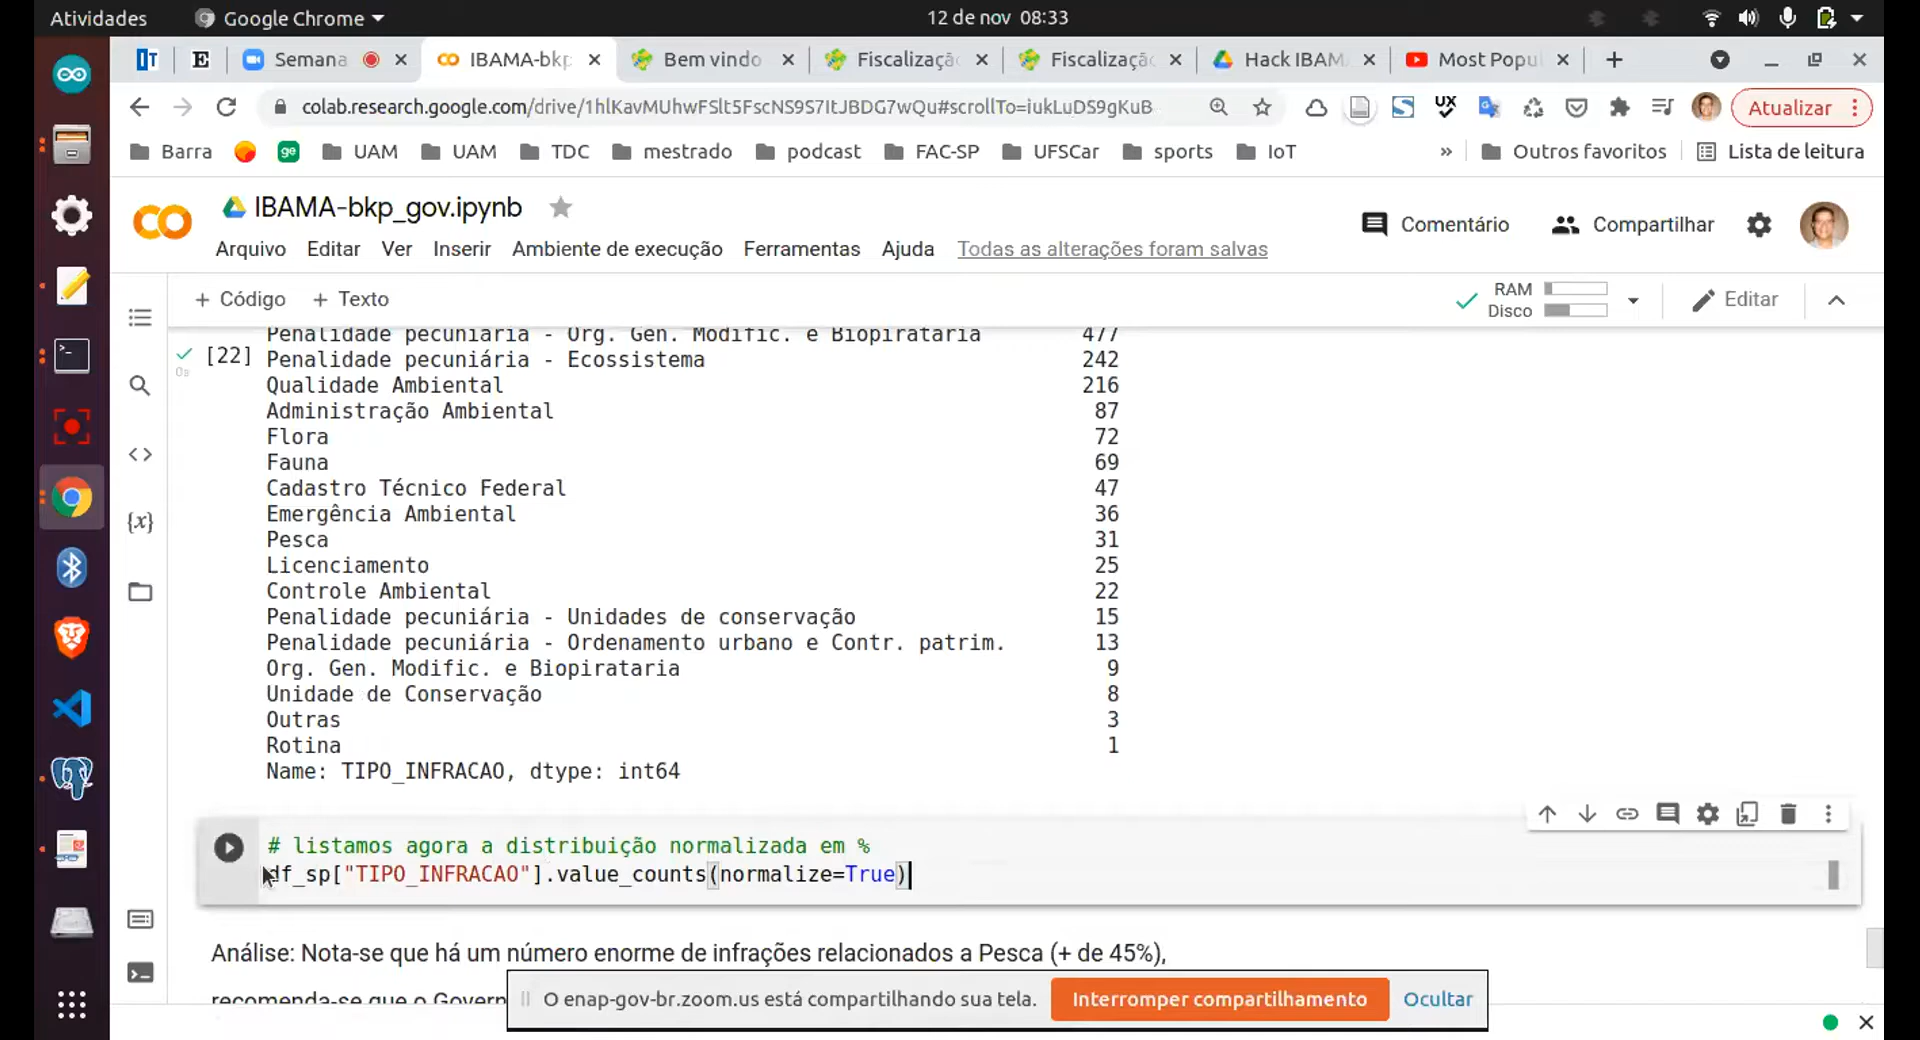 Atividades
Google Chrome
12 de nov 08:33
Semana
IBAMA-bkp
Bem vindo
Fiscalizaçã
Fiscalizaçã
Hack IBAM
Most Popu
colab.research.google.com/drive/1hlKavMUhwFSlt5FscNS9S7ItJBDG7wQu#scrollTo=iukLuDS9gKuB
Atualizar
Barra
ge
UAM
UAM
TDC
mestrado
podcast
FAC-SP
UFSCar
sports
IoT
»
Outros favoritos
Lista de leitura
IBAMA-bkp_gov.ipynb
Comentário
Compartilhar
Arquivo Editar Ver Inserir Ambiente de execução Ferramentas Ajuda Todas as alterações foram salvas
+ Código + Texto
RAM
Disco
Editar
Penalidade pecuniária - Org. Gen. Modific. e Biopirataria 477
[22] Penalidade pecuniária - Ecossistema 242
0s
Qualidade Ambiental 216
Administração Ambiental 87
Flora 72
Fauna 69
Cadastro Técnico Federal 47
Emergência Ambiental 36
Pesca 31
Licenciamento 25
Controle Ambiental 22
Penalidade pecuniária - Unidades de conservação 15
Penalidade pecuniária - Ordenamento urbano e Contr. patrim. 13
Org. Gen. Modific. e Biopirataria 9
Unidade de Conservação 8
Outras 3
Rotina 1
Name: TIPO_INFRACAO, dtype: int64
# listamos agora a distribuição normalizada em %
df_sp["TIPO_INFRACAO"].value_counts(normalize=True)
Análise: Nota-se que há um número enorme de infrações relacionados a Pesca (+ de 45%),
recomenda-se que o Govern
O enap-gov-br.zoom.us está compartilhando sua tela.
Interromper compartilhamento
Ocultar